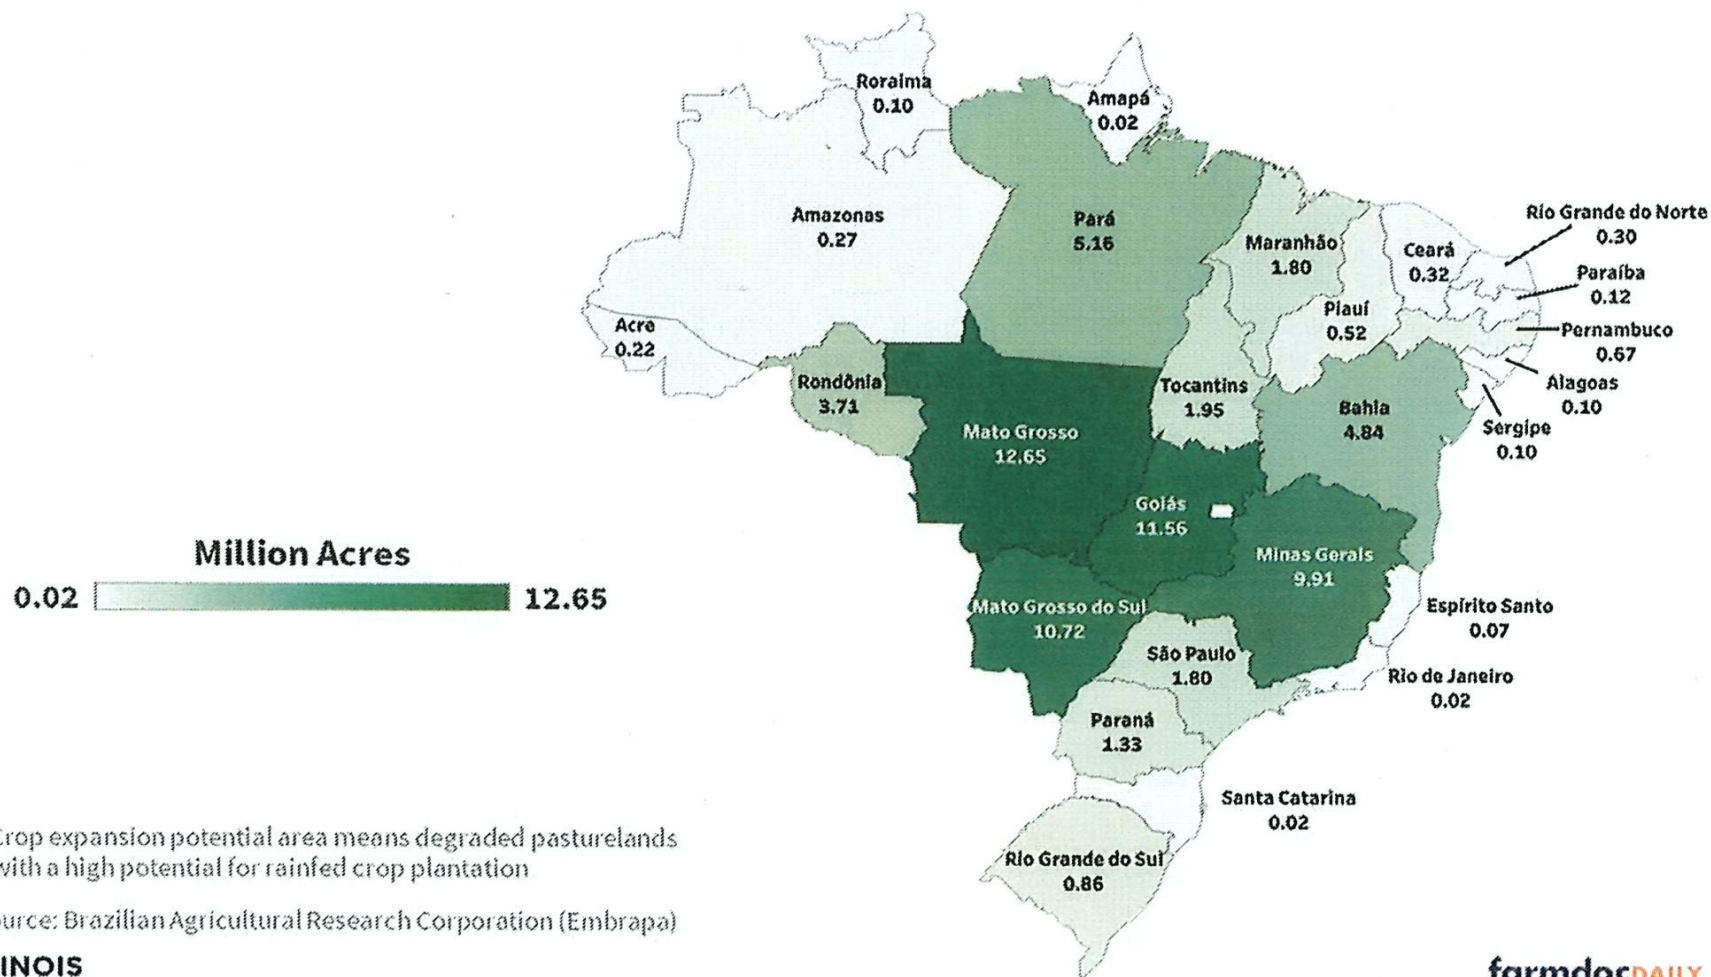 Roraima
0.10
Amapá
0.02
Amazonas
0.27
Pará
5.16
Maranhão
1.80
Ceará
0.32
Rio Grande do Norte
0.30
Paraíba
0.12
Piauí
0.52
Pernambuco
0.67
Alagoas
0.10
Sergipe
0.10
Acre
0.22
Rondônia
3.71
Tocantins
1.95
Bahia
4.84
Mato Grosso
12.65
Goiás
11.56
Minas Gerais
9.91
Mato Grosso do Sul
10.72
Espírito Santo
0.07
São Paulo
1.80
Rio de Janeiro
0.02
Paraná
1.33
Santa Catarina
0.02
Rio Grande do Sul
0.86
Million Acres
0.02 12.65
Crop expansion potential area means degraded pasturelands
with a high potential for rainfed crop plantation
ource: Brazilian Agricultural Research Corporation (Embrapa)
INOIS
farmdocDAILY